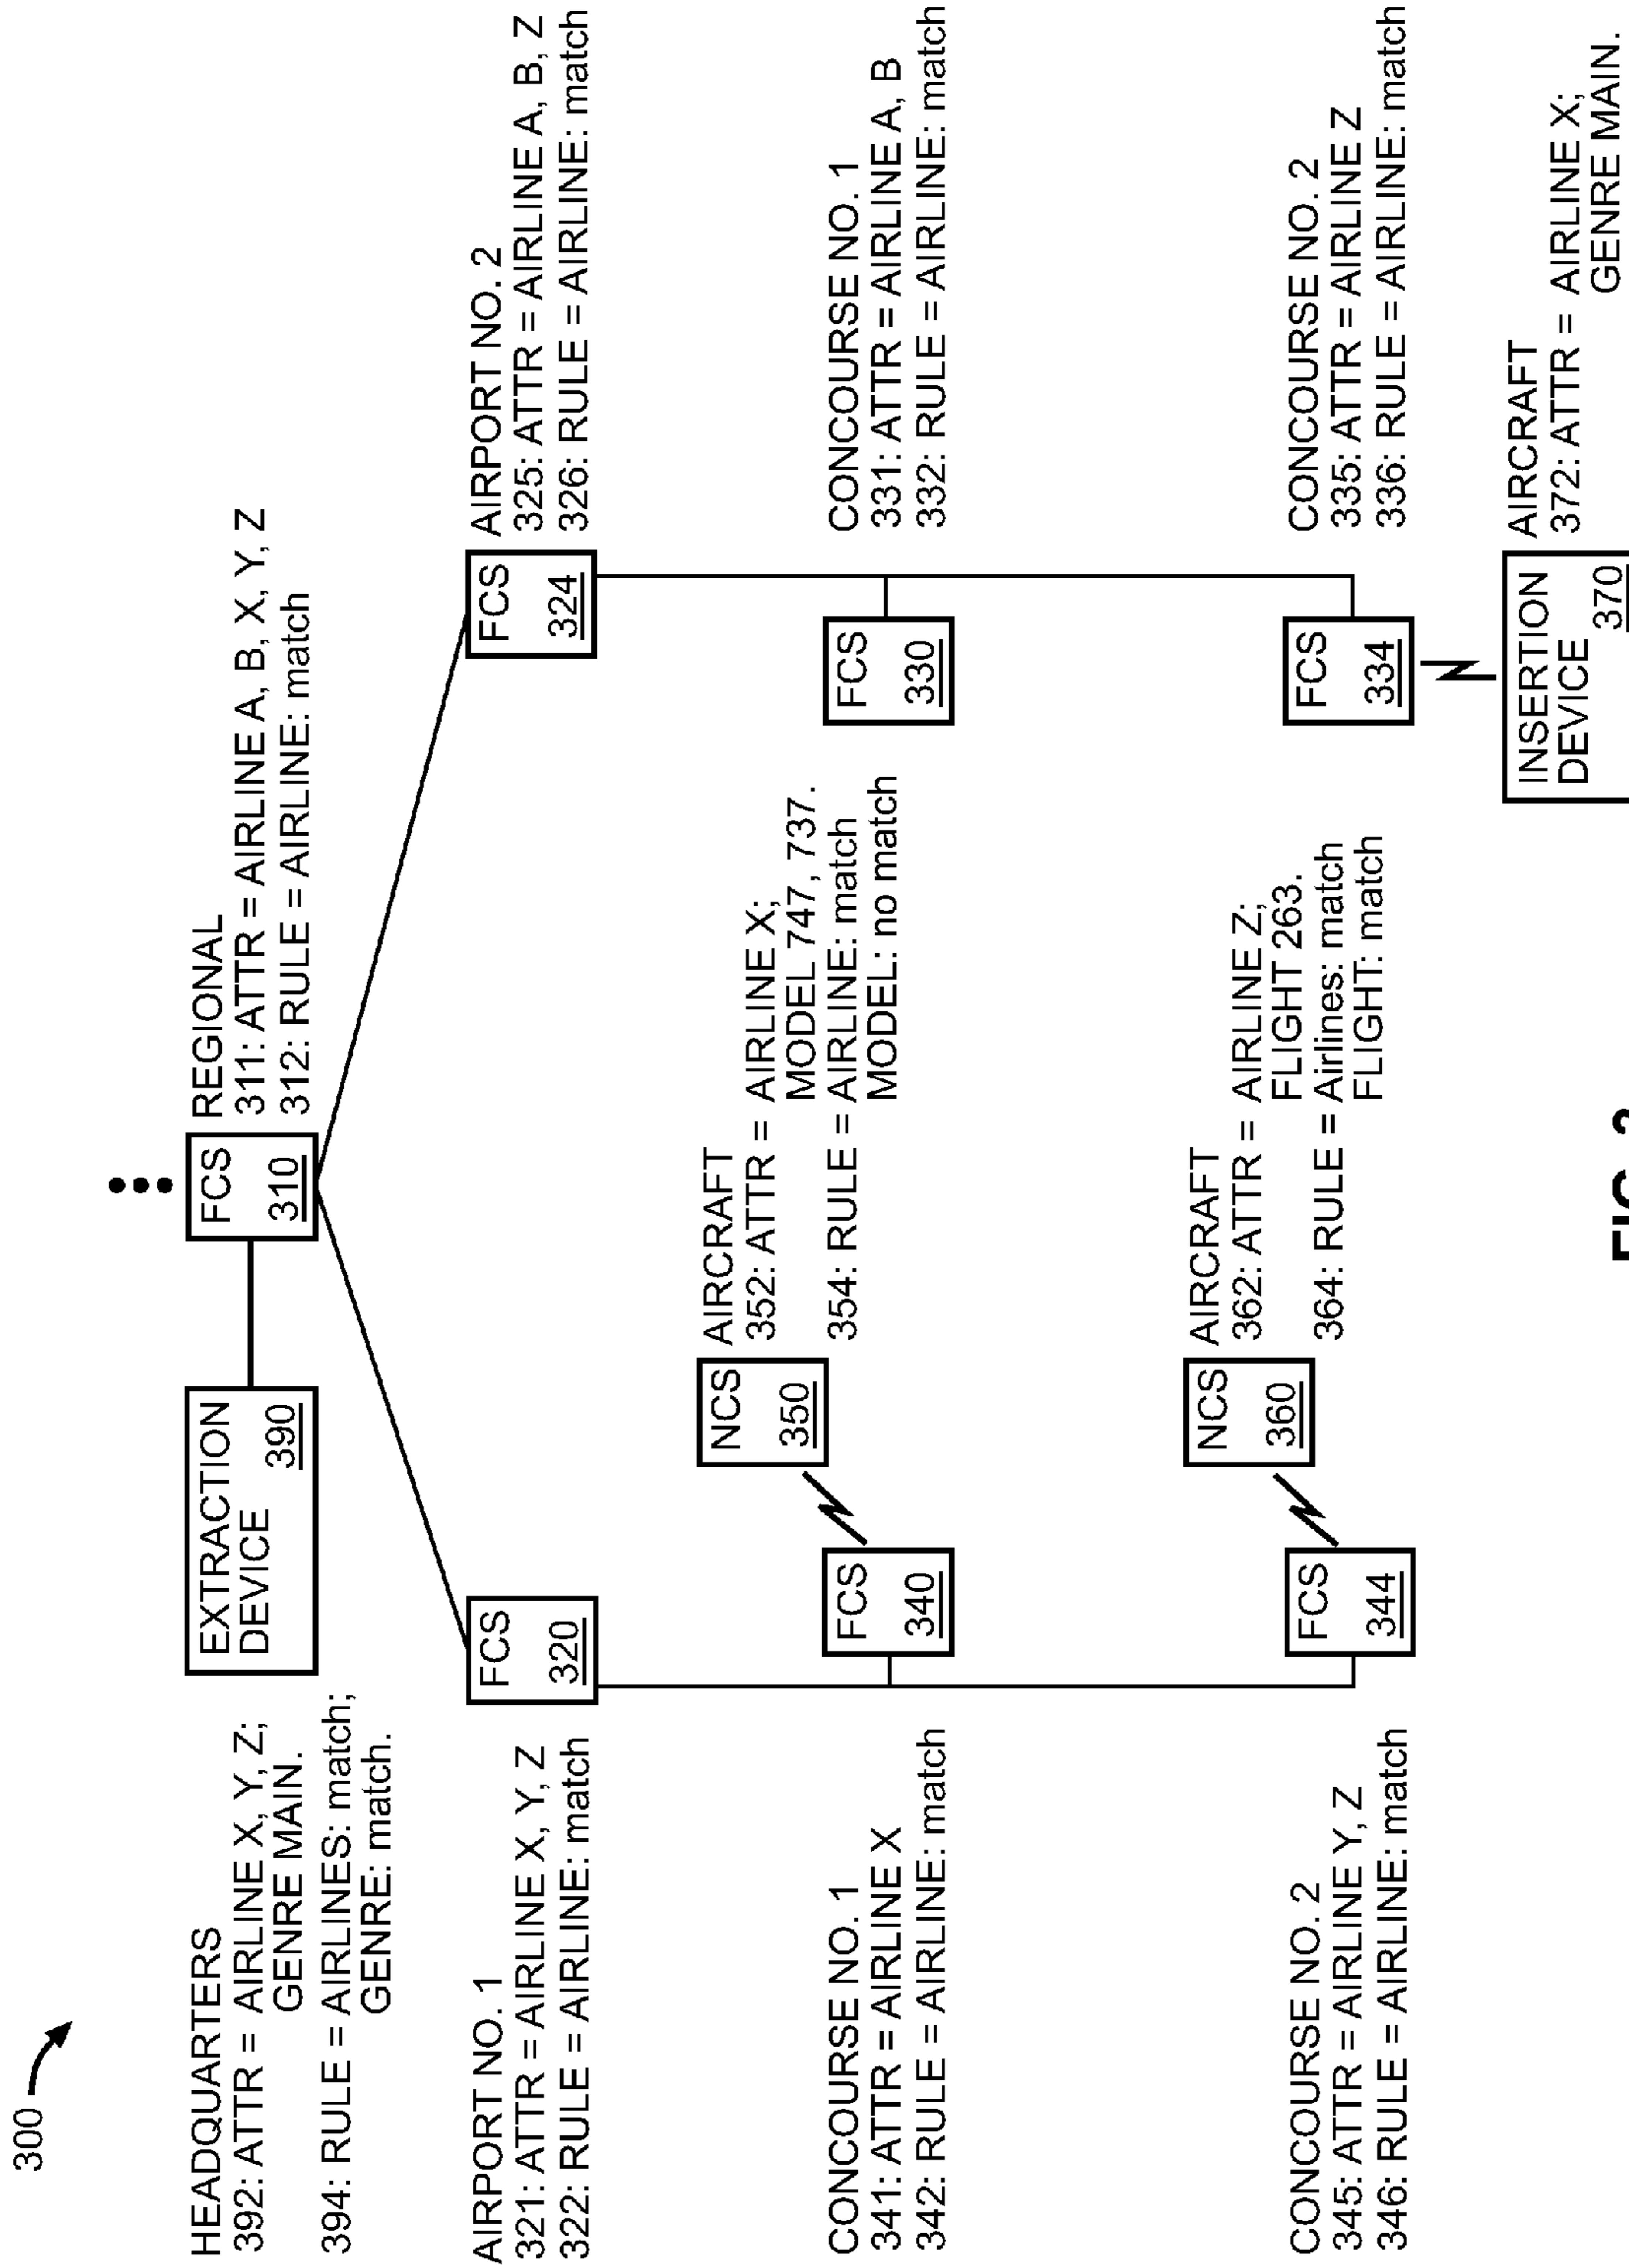 300
HEADQUARTERS
392: ATTR = AIRLINE X, Y, Z;
GENRE MAIN.
394: RULE = AIRLINES: match;
GENRE: match.
EXTRACTION
DEVICE
390
FCS
310
REGIONAL
311: ATTR = AIRLINE A, B, X, Y, Z
312: RULE = AIRLINE: match
AIRPORT NO. 1
321: ATTR = AIRLINE X, Y, Z
322: RULE = AIRLINE: match
FCS
320
FCS
324
AIRPORT NO. 2
325: ATTR = AIRLINE A, B, Z
326: RULE = AIRLINE: match
CONCOURSE NO. 1
341: ATTR = AIRLINE X
342: RULE = AIRLINE: match
FCS
340
NCS
350
AIRCRAFT
352: ATTR = AIRLINE X;
MODEL 747, 737.
354: RULE = AIRLINE: match
MODEL: no match
FCS
330
CONCOURSE NO. 1
331: ATTR = AIRLINE A, B
332: RULE = AIRLINE: match
CONCOURSE NO. 2
345: ATTR = AIRLINE Y, Z
346: RULE = AIRLINE: match
FCS
344
NCS
360
AIRCRAFT
362: ATTR = AIRLINE Z;
FLIGHT 263.
364: RULE = Airlines: match
FLIGHT: match
FCS
334
CONCOURSE NO. 2
335: ATTR = AIRLINE Z
336: RULE = AIRLINE: match
INSERTION
DEVICE
370
AIRCRAFT
372: ATTR = AIRLINE X;
GENRE MAIN.